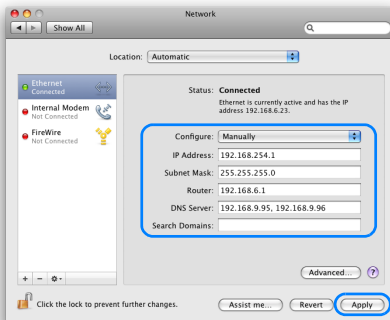 Network
Show All
Location: Automatic
Ethernet
Connected
Internal Modem
Not Connected
FireWire
Not Connected
Status: Connected
Ethernet is currently active and has the IP
address 192.168.6.23.
Configure: Manually
IP Address: 192.168.254.1
Subnet Mask: 255.255.255.0
Router: 192.168.6.1
DNS Server: 192.168.9.95, 192.168.9.96
Search Domains:
Advanced... ?
+ −
Click the lock to prevent further changes.
Assist me... Revert Apply